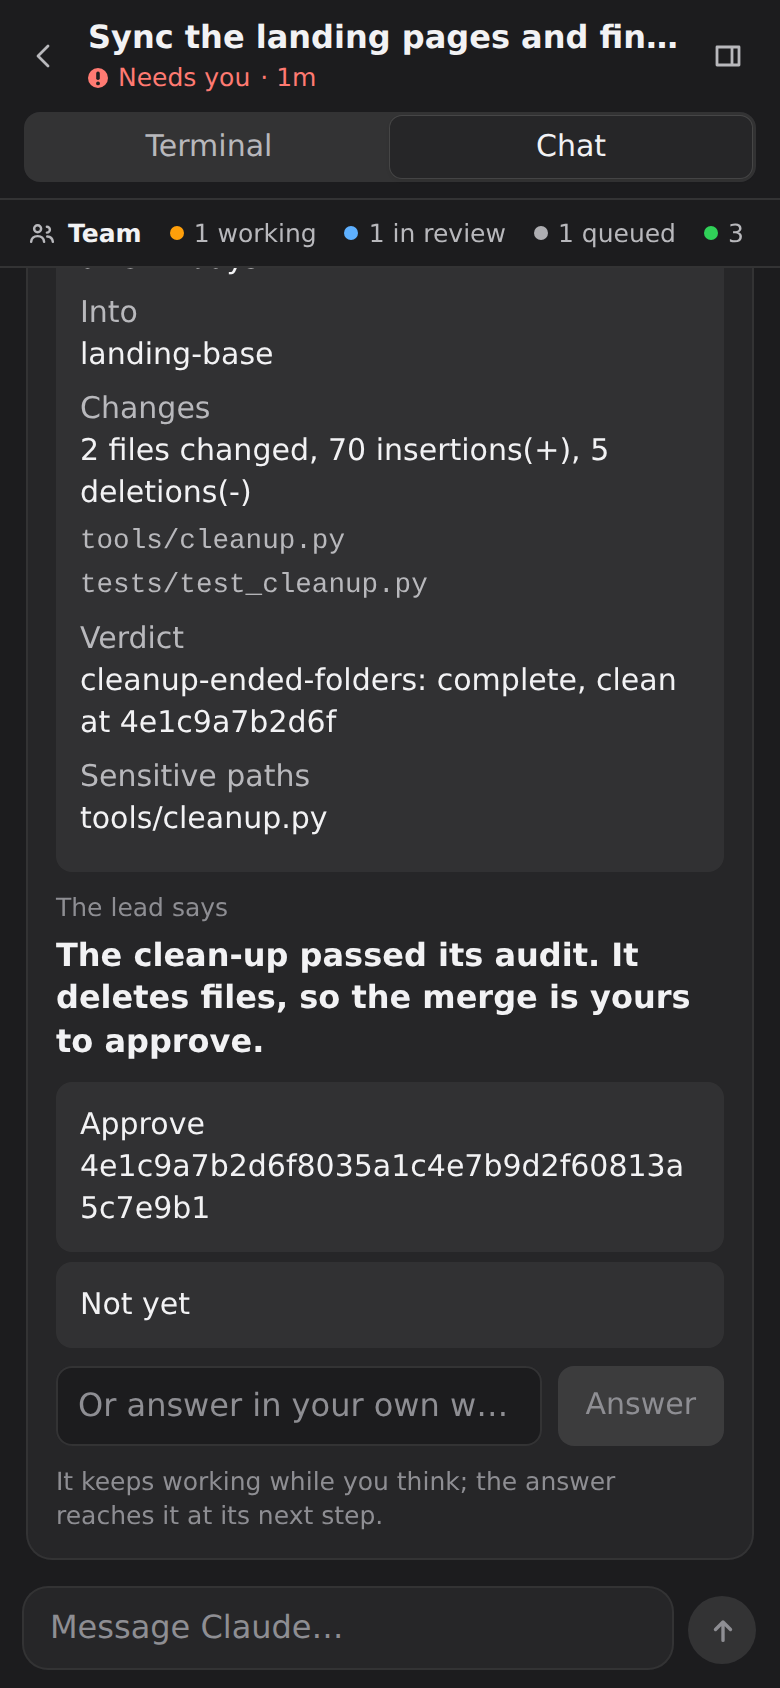 Sync the landing pages and fin…
Needs you · 1m
Terminal
Chat
Team
1 working
1 in review
1 queued
3
Into
landing-base
Changes
2 files changed, 70 insertions(+), 5
deletions(-)
tools/cleanup.py
tests/test_cleanup.py
Verdict
cleanup-ended-folders: complete, clean
at 4e1c9a7b2d6f
Sensitive paths
tools/cleanup.py
The lead says
The clean-up passed its audit. It
deletes files, so the merge is yours
to approve.
Approve
4e1c9a7b2d6f8035a1c4e7b9d2f60813a
5c7e9b1
Not yet
Or answer in your own w…
Answer
It keeps working while you think; the answer
reaches it at its next step.
Message Claude…